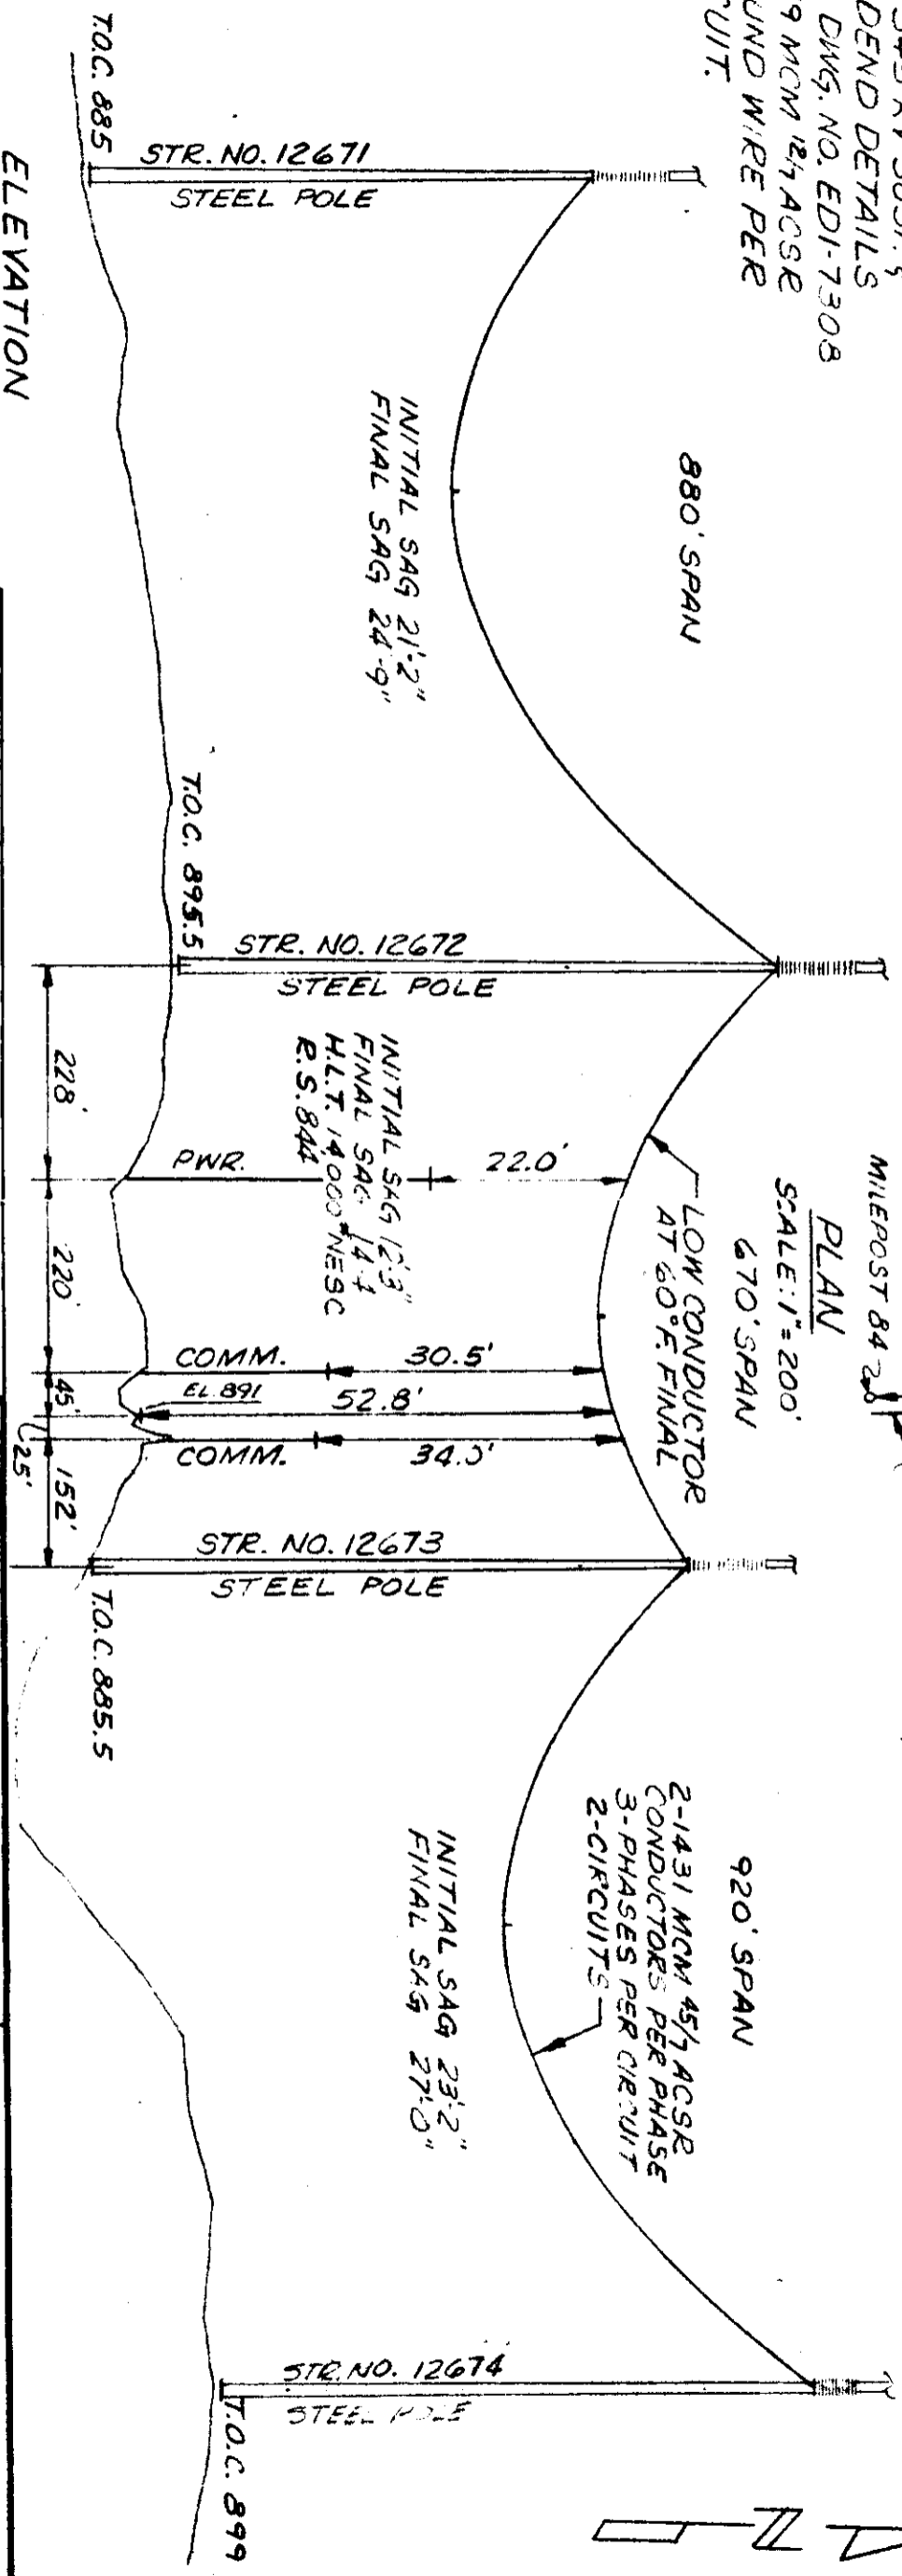 DEND DETAILS
DWG. NO. ED1-7308
9 MCM 12/7 ACSR
UND WIRE PER
UIT.
MILEPOST 84
PLAN
SCALE: 1"=200'
880' SPAN
670' SPAN
920' SPAN
LOW CONDUCTOR
AT 60° F. FINAL
2-1431 MCM 45/7 ACSR
CONDUCTORS PER PHASE
3-PHASES PER CIRCUIT
2-CIRCUITS
INITIAL SAG 21'-2"
FINAL SAG 24'-9"
INITIAL SAG 12'-3"
FINAL SAG 14'-1
H.L.T. 14000# NESC
R.S. 844
INITIAL SAG 23'-2"
FINAL SAG 27'-0"
STR. NO. 12671
STEEL POLE
STR. NO. 12672
STEEL POLE
STR. NO. 12673
STEEL POLE
STR. NO. 12674
STEEL POLE
PWR.
22.0'
COMM.
30.5'
EL. 891
52.8'
COMM.
T.O.C. 885
T.O.C. 895.5
T.O.C. 885.5
T.O.C. 899
228'
220'
45'
25'
152'
ELEVATION